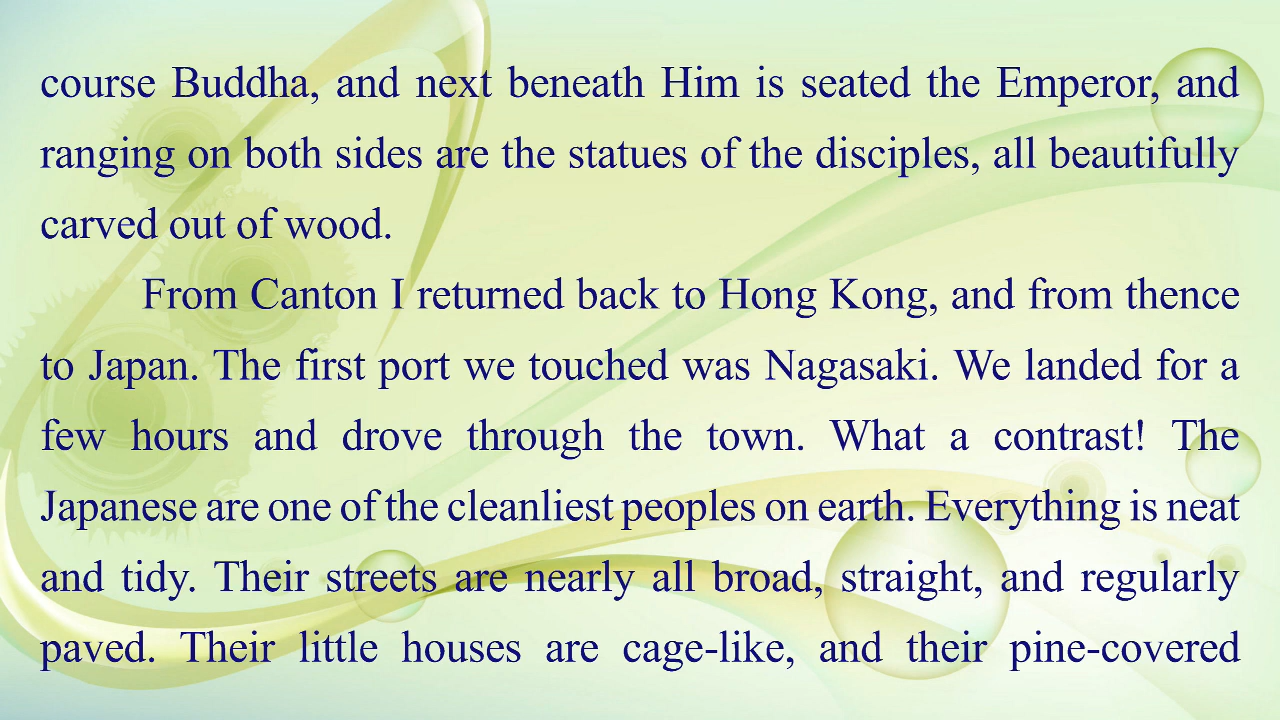 course Buddha, and next beneath Him is seated the Emperor, and
ranging on both sides are the statues of the disciples, all beautifully
carved out of wood.
From Canton I returned back to Hong Kong, and from thence
to Japan. The first port we touched was Nagasaki. We landed for a
few hours and drove through the town. What a contrast! The
Japanese are one of the cleanliest peoples on earth. Everything is neat
and tidy. Their streets are nearly all broad, straight, and regularly
paved. Their little houses are cage-like, and their pine-covered